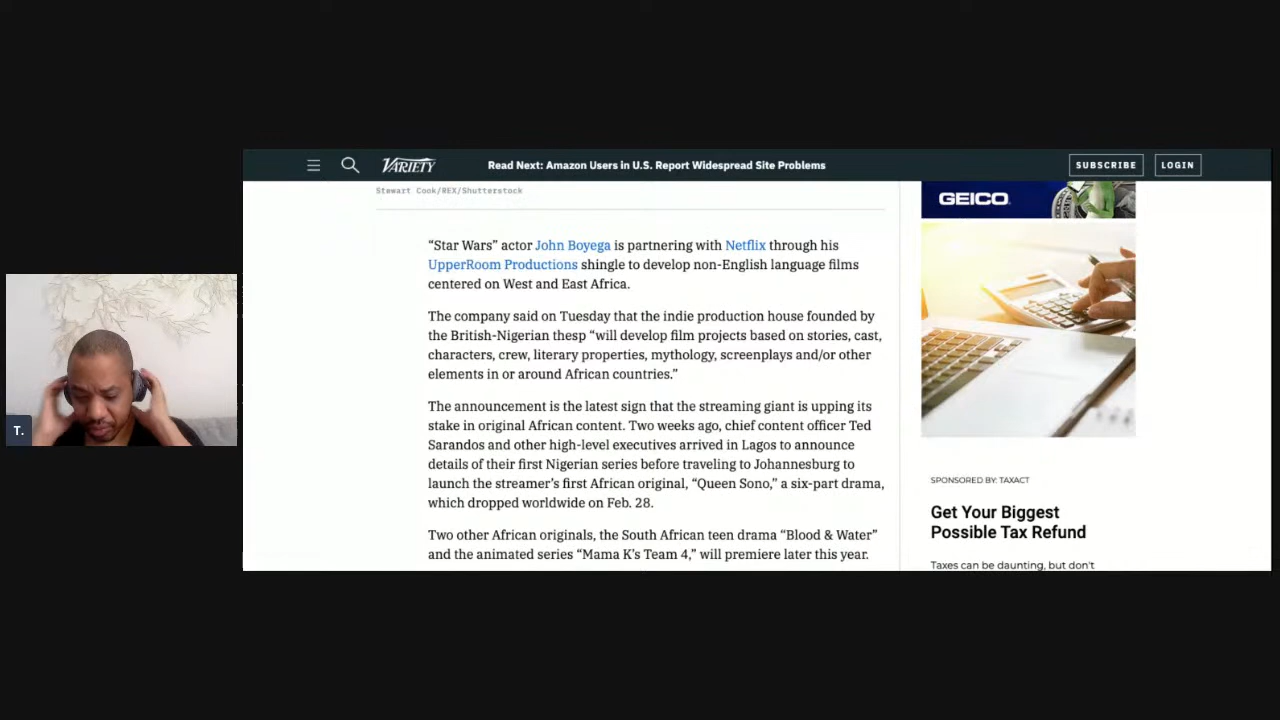 VARIETY
Read Next: Amazon Users in U.S. Report Widespread Site Problems
SUBSCRIBE
LOGIN
Stewart Cook/REX/Shutterstock
“Star Wars” actor John Boyega is partnering with Netflix through his
UpperRoom Productions shingle to develop non-English language films
centered on West and East Africa.
The company said on Tuesday that the indie production house founded by
the British-Nigerian thesp “will develop film projects based on stories, cast,
characters, crew, literary properties, mythology, screenplays and/or other
elements in or around African countries.”
The announcement is the latest sign that the streaming giant is upping its
stake in original African content. Two weeks ago, chief content officer Ted
Sarandos and other high-level executives arrived in Lagos to announce
details of their first Nigerian series before traveling to Johannesburg to
launch the streamer’s first African original, “Queen Sono,” a six-part drama,
which dropped worldwide on Feb. 28.
Two other African originals, the South African teen drama “Blood & Water”
and the animated series “Mama K’s Team 4,” will premiere later this year.
GEICO
SPONSORED BY: TAXACT
Get Your Biggest
Possible Tax Refund
Taxes can be daunting, but don't
T.